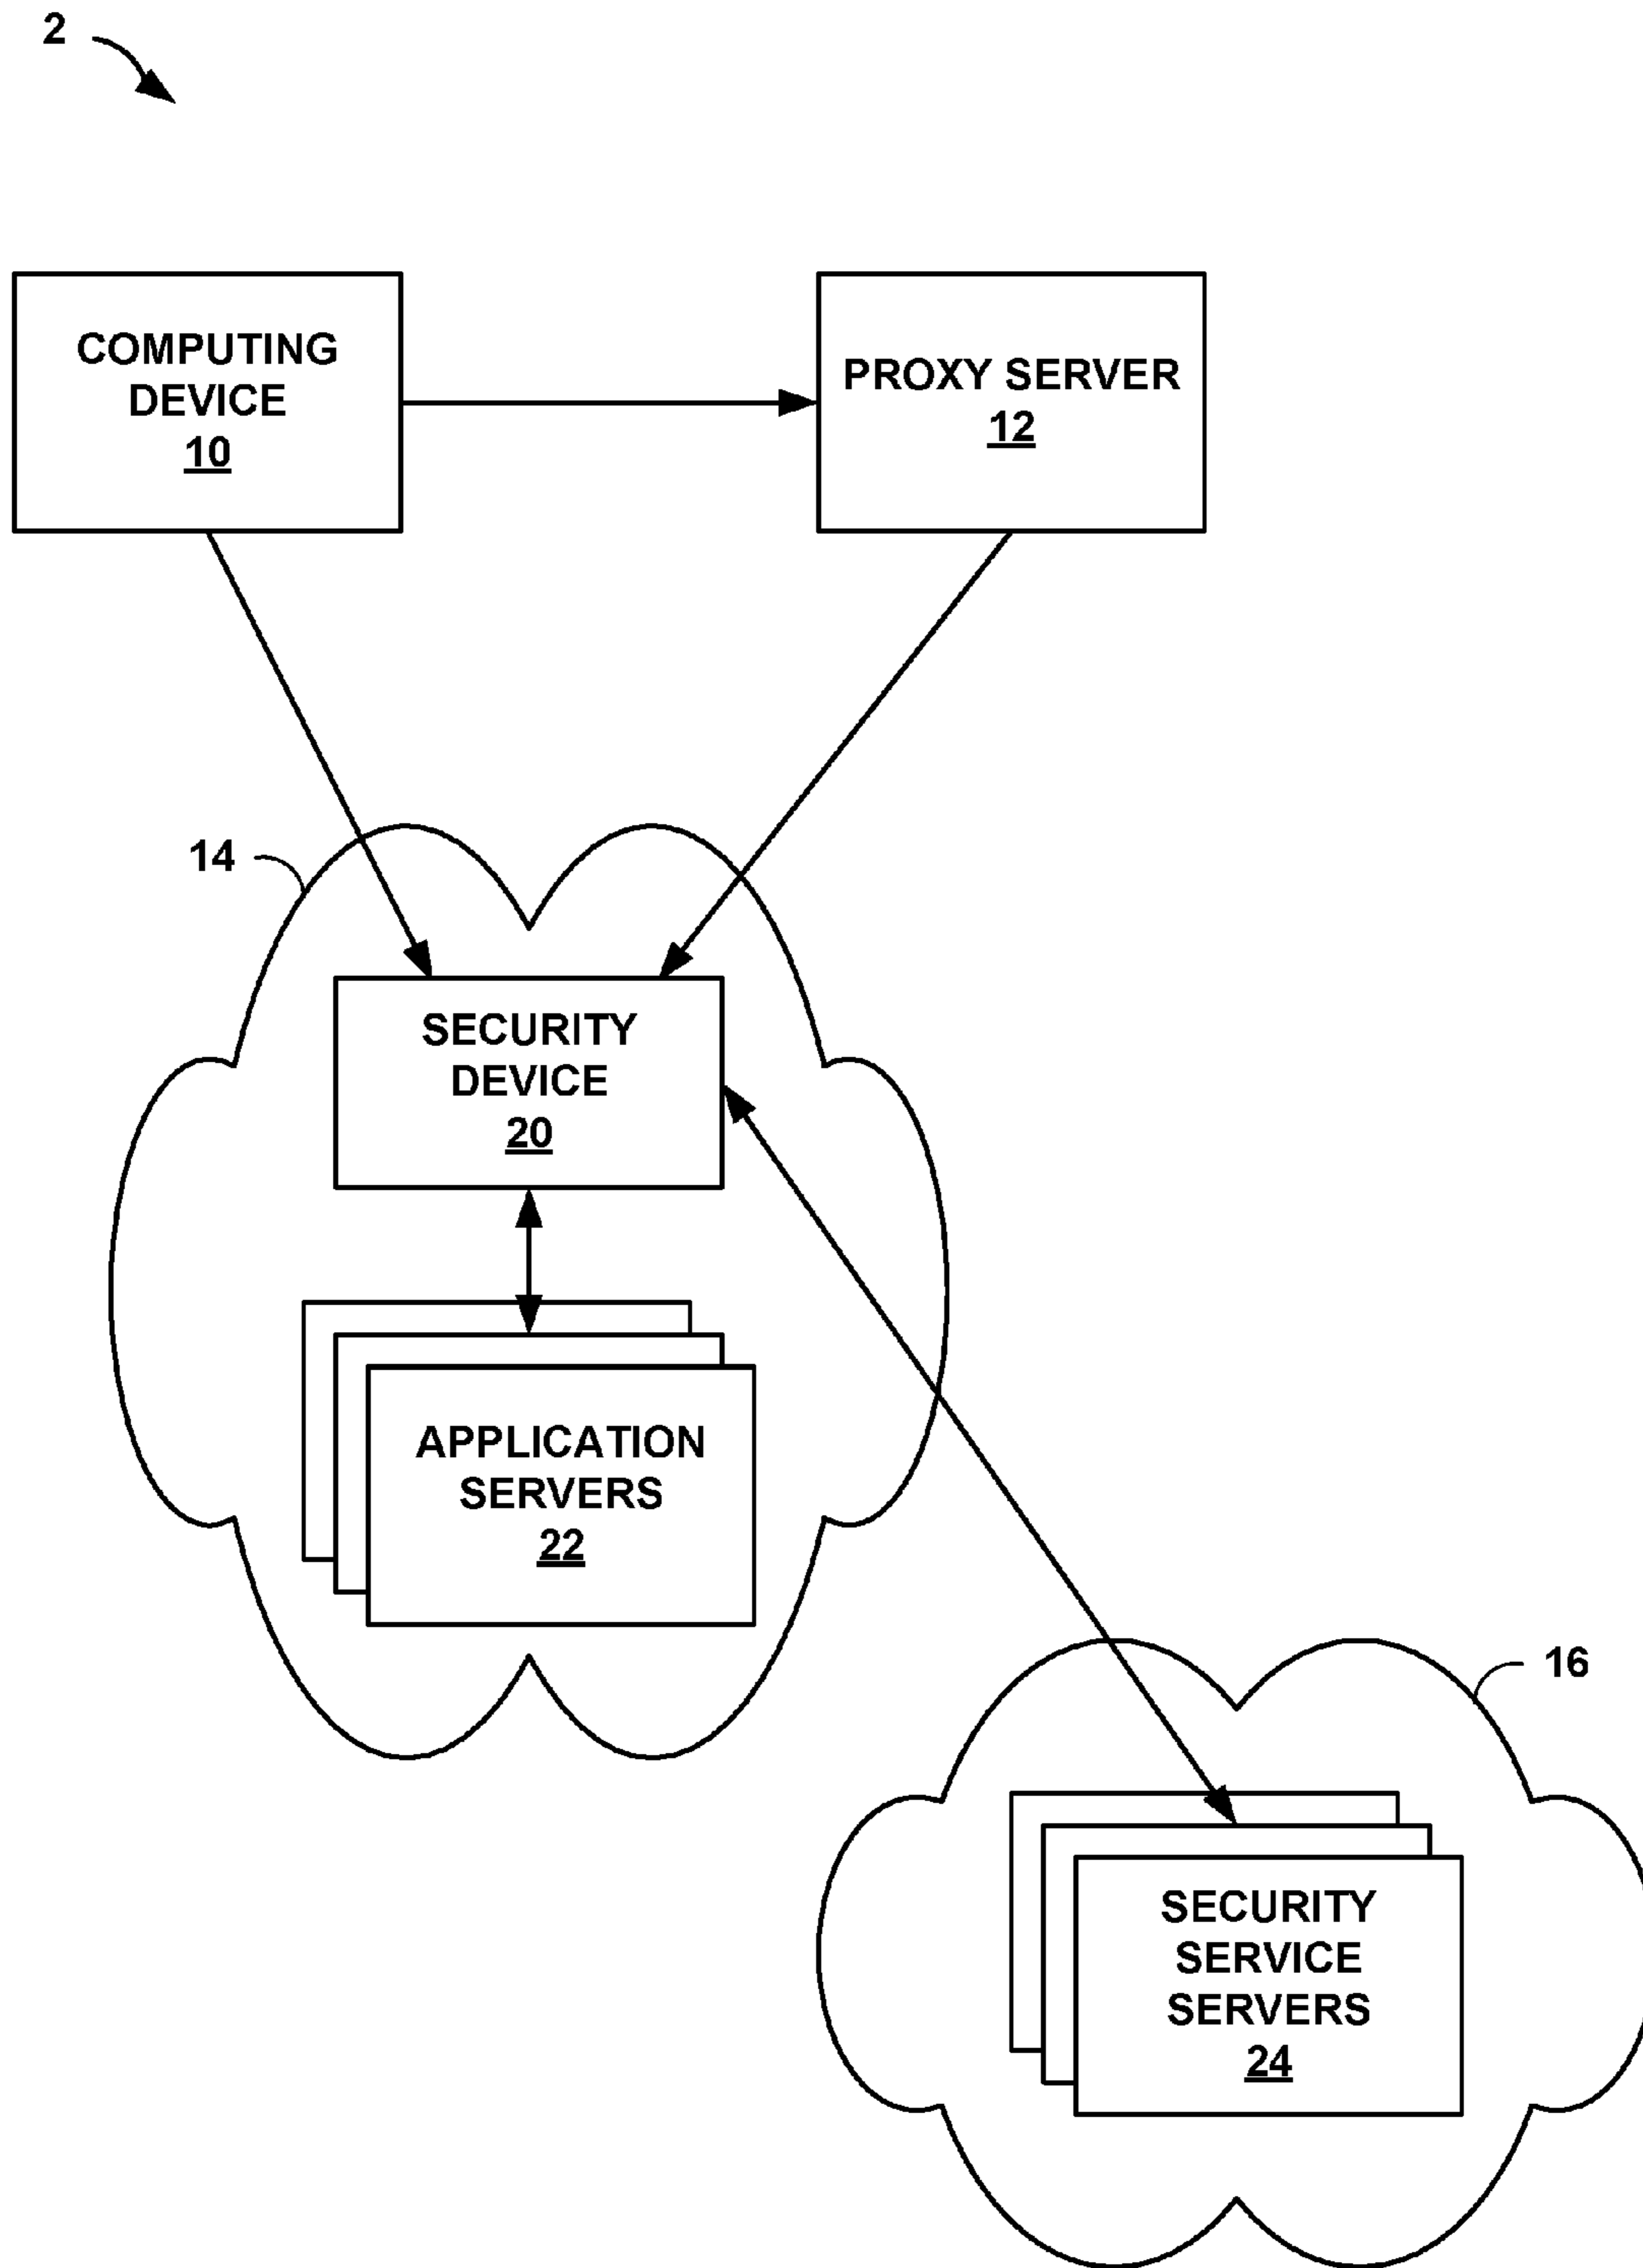 2
COMPUTING
DEVICE
10
PROXY SERVER
12
14
SECURITY
DEVICE
20
APPLICATION
SERVERS
22
16
SECURITY
SERVICE
SERVERS
24